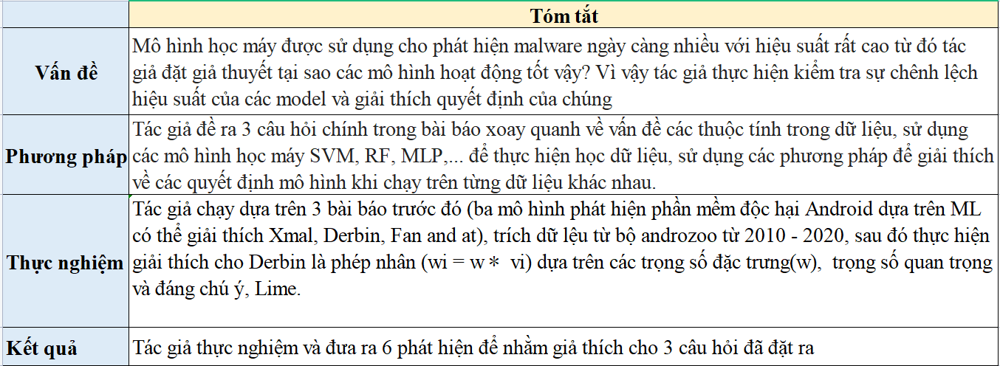 Tóm tắt
Vấn đề
Mô hình học máy được sử dụng cho phát hiện malware ngày càng nhiều với hiệu suất rất cao từ đó tác
giả đặt giả thuyết tại sao các mô hình hoạt động tốt vậy? Vì vậy tác giả thực hiện kiểm tra sự chênh lệch
hiệu suất của các model và giải thích quyết định của chúng
Phương pháp
Tác giả đề ra 3 câu hỏi chính trong bài báo xoay quanh về vấn đề các thuộc tính trong dữ liệu, sử dụng
các mô hình học máy SVM, RF, MLP,... để thực hiện học dữ liệu, sử dụng các phương pháp để giải thích
về các quyết định mô hình khi chạy trên từng dữ liệu khác nhau.
Thực nghiệm
Tác giả chạy dựa trên 3 bài báo trước đó (ba mô hình phát hiện phần mềm độc hại Android dựa trên ML
có thể giải thích Xmal, Derbin, Fan and at), trích dữ lệu từ bộ androzoo từ 2010 - 2020, sau đó thực hiện
giải thích cho Derbin là phép nhân (wi = w * vi) dựa trên các trọng số đặc trưng(w), trọng số quan trọng
và đáng chú ý, Lime.
Kết quả
Tác giả thực nghiệm và đưa ra 6 phát hiện để nhằm giả thích cho 3 câu hỏi đã đặt ra